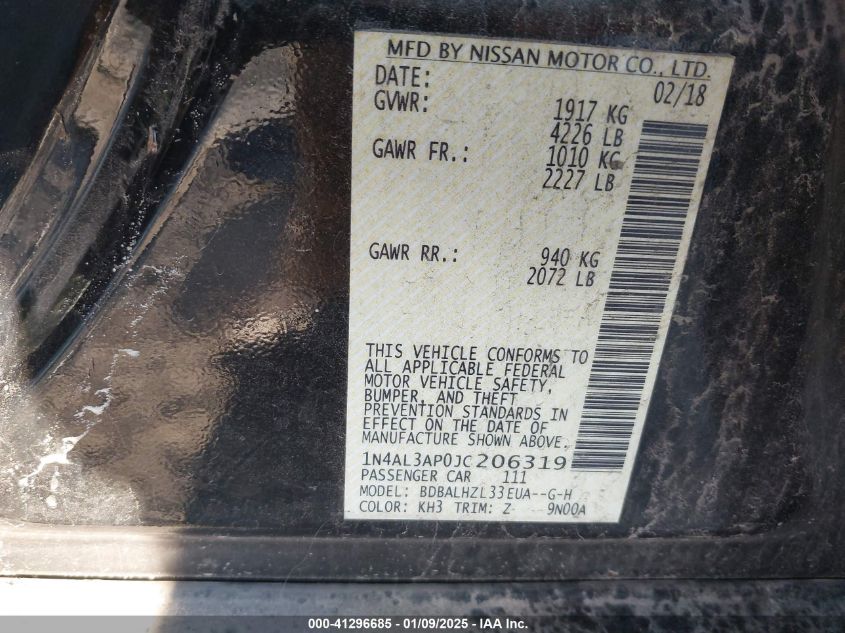 MFD BY NISSAN MOTOR CO., LTD.
DATE: 02/18
GVWR: 1917 KG
4226 LB
GAWR FR.: 1010 KG
2227 LB
GAWR RR.: 940 KG
2072 LB
THIS VEHICLE CONFORMS TO
ALL APPLICABLE FEDERAL
MOTOR VEHICLE SAFETY,
BUMPER, AND THEFT
PREVENTION STANDARDS IN
EFFECT ON THE DATE OF
MANUFACTURE SHOWN ABOVE.
1N4AL3AP0JC206319
PASSENGER CAR 111
MODEL: BDBALHZL33EUA--G-H
COLOR: KH3 TRIM: Z 9N00A
000-41296685 - 01/09/2025 - IAA Inc.